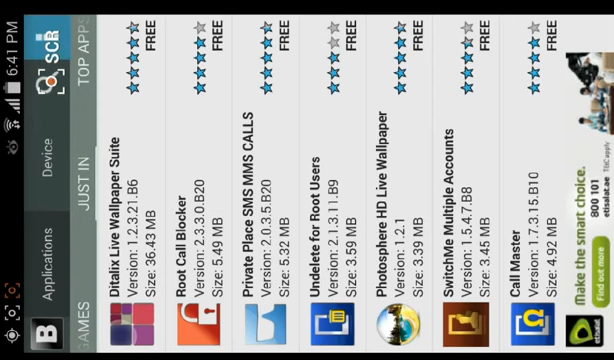 6:41 PM
B
Applications
Device
SCR
GAMES
JUST IN
TOP APPS
Ditalix Live Wallpaper Suite
Version: 1.2.3.21.B6
Size: 36.43 MB
FREE
Root Call Blocker
Version: 2.3.3.0.B20
Size: 5.49 MB
FREE
Private Place SMS MMS CALLS
Version: 2.0.3.5.B20
Size: 5.32 MB
FREE
Undelete for Root Users
Version: 2.1.3.11.B9
Size: 3.59 MB
FREE
Photosphere HD Live Wallpaper
Version: 1.2.1
Size: 3.39 MB
FREE
SwitchMe Multiple Accounts
Version: 1.5.4.7.B8
Size: 3.45 MB
FREE
Call Master
Version: 1.7.3.15.B10
Size: 4.92 MB
FREE
etisalat
Make the smart choice.
Find out more
800 101
etisalat.ae
T&C apply